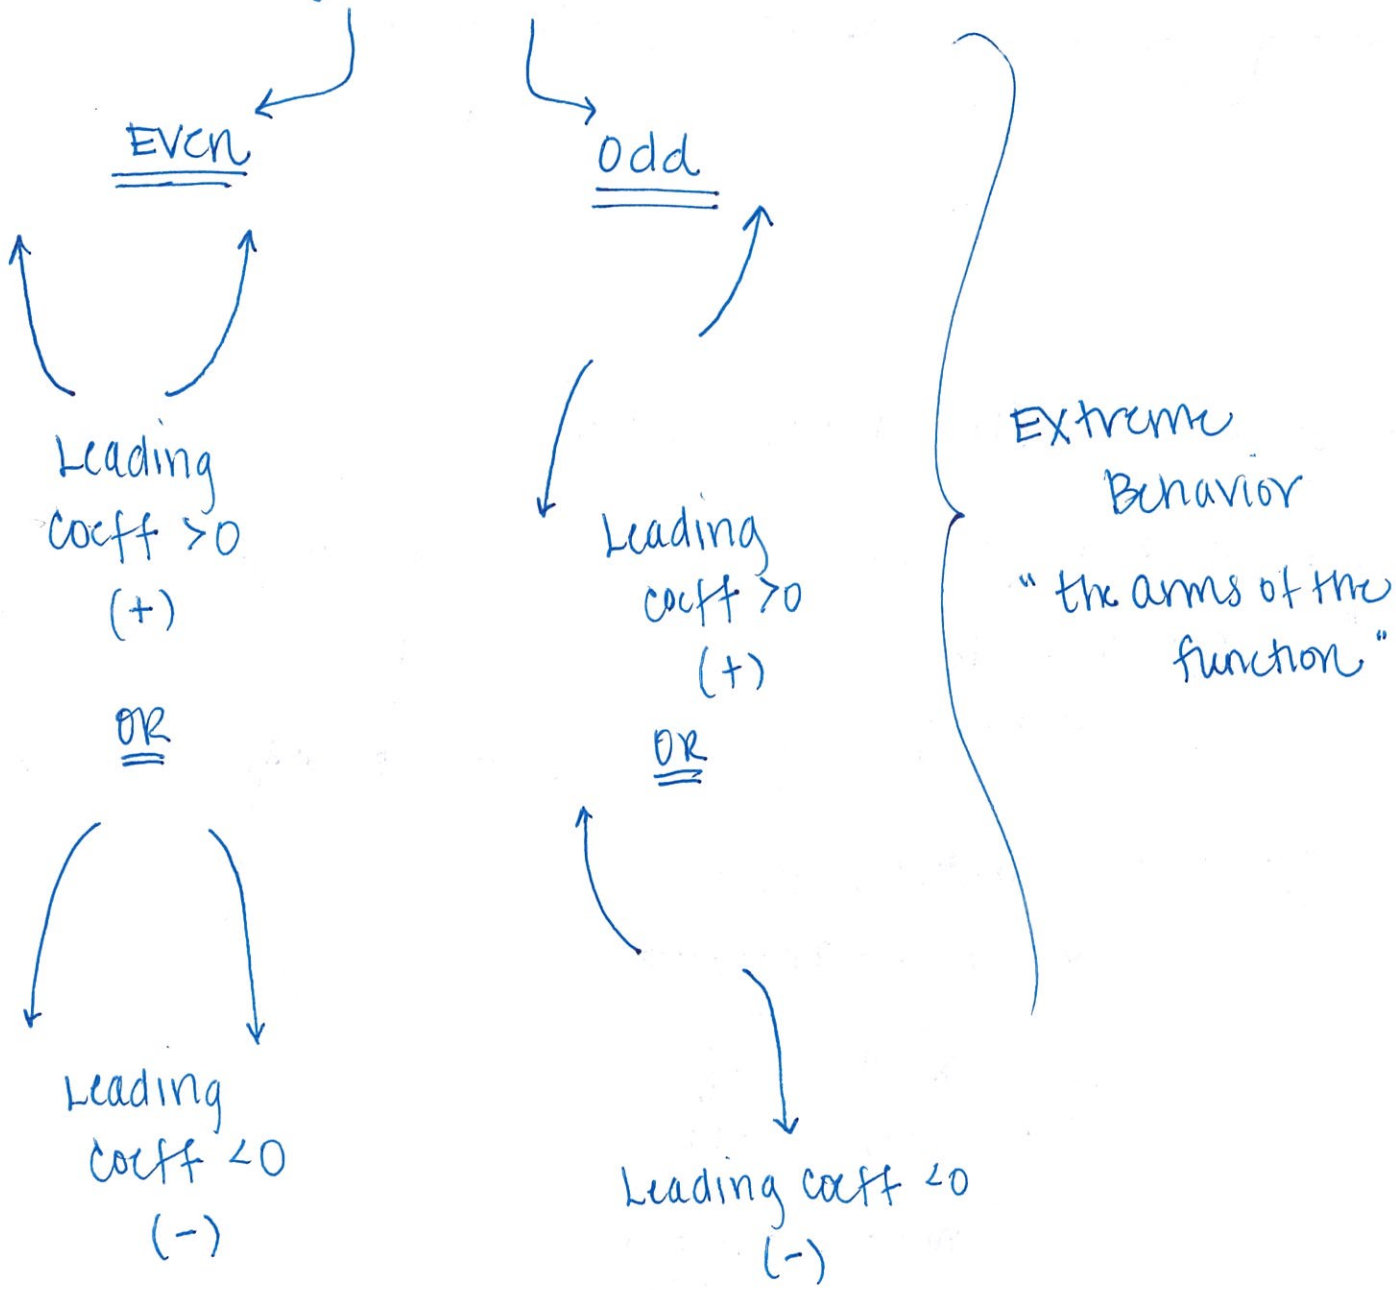 Even
Odd
Leading
coeff >0
(+)
OR
Leading
coeff <0
(-)
Leading
coeff >0
(+)
OR
Leading coeff <0
(-)
Extreme
Behavior
"the arms of the
function"